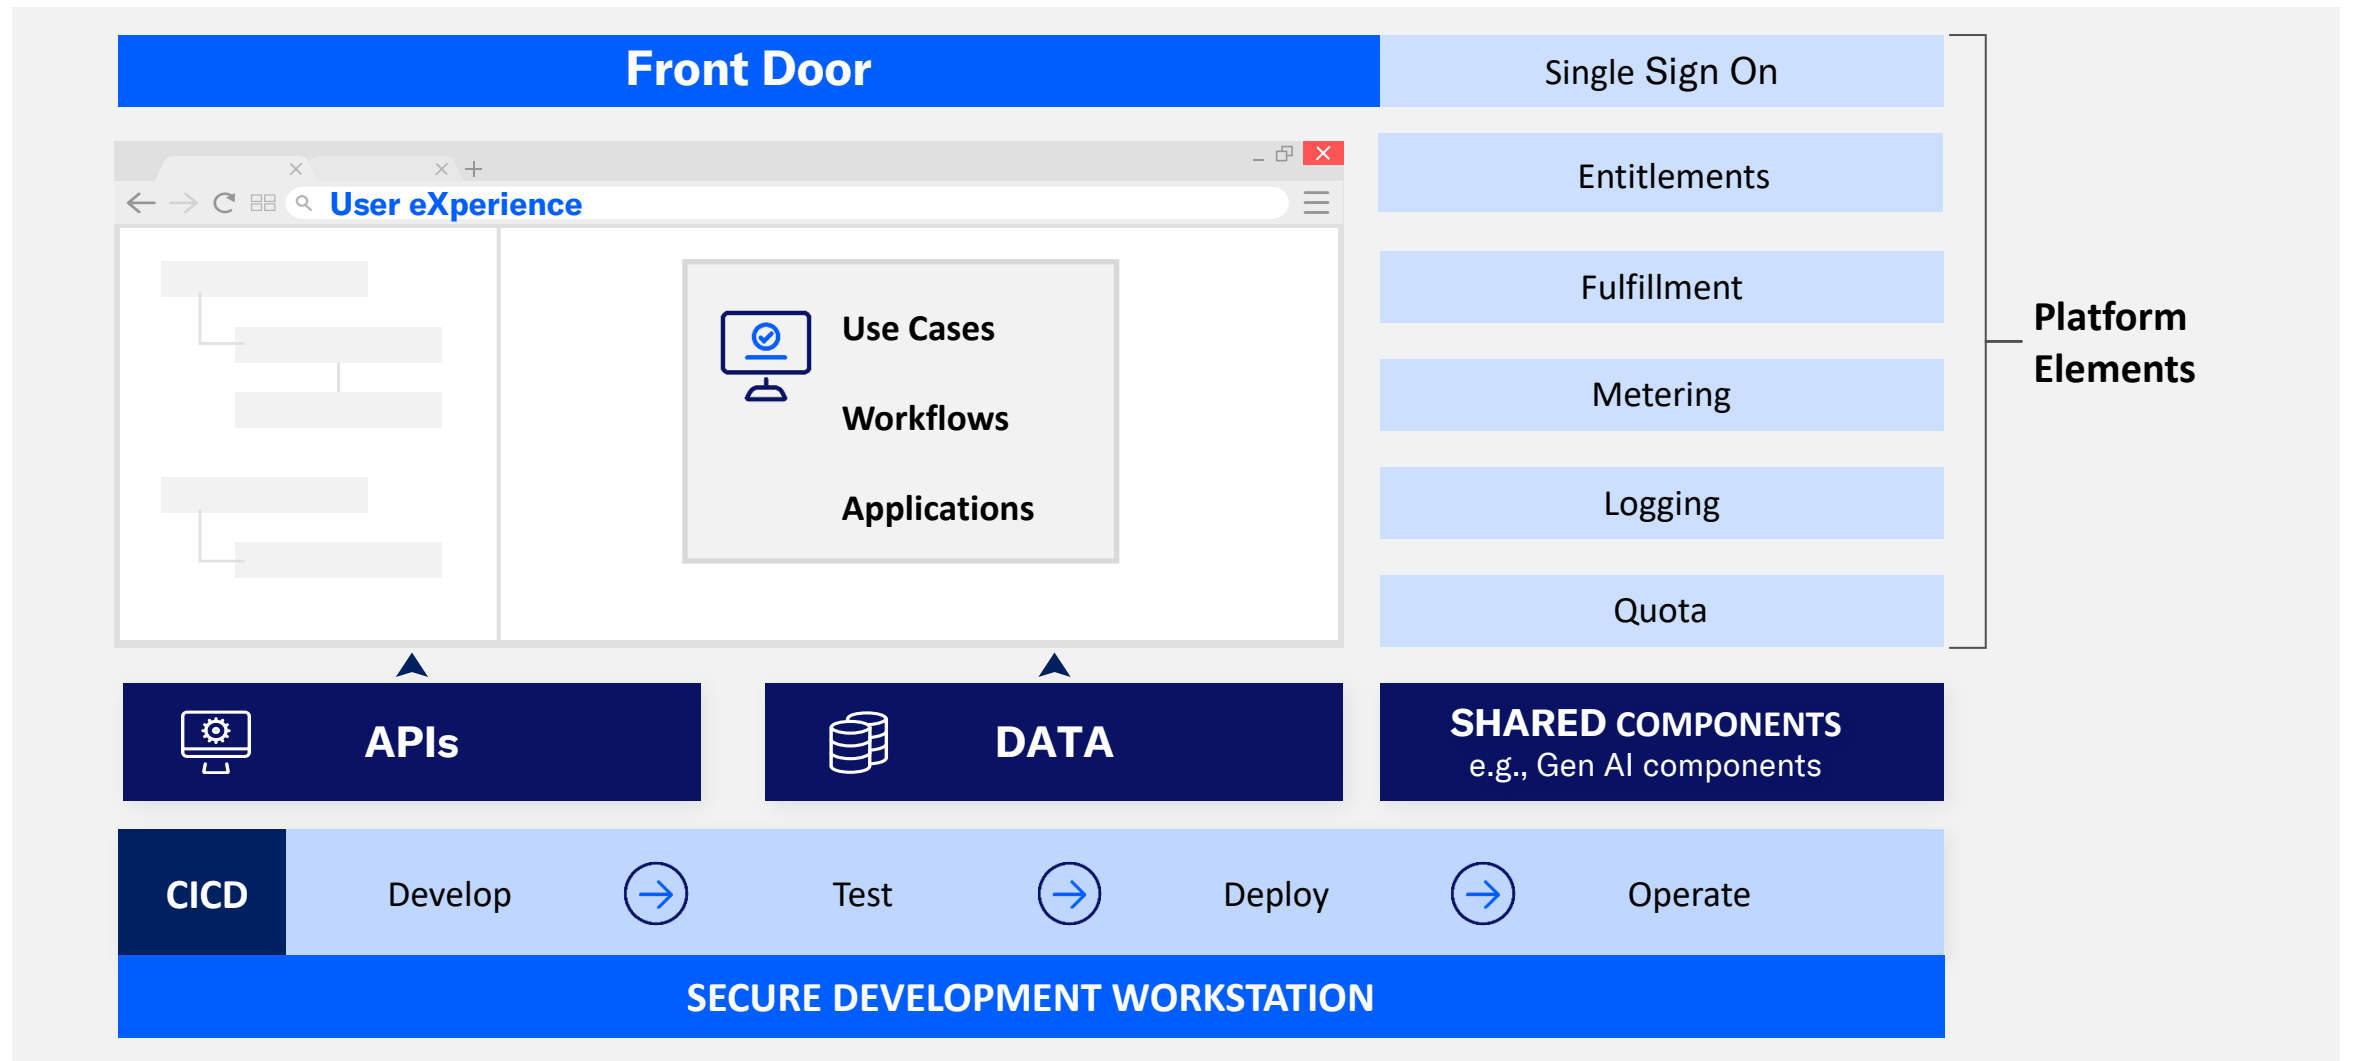 Front Door
Single Sign On
User eXperience
Use Cases
Workflows
Applications
Entitlements
Fulfillment
Metering
Logging
Quota
Platform
Elements
APIs
DATA
SHARED COMPONENTS
e.g., Gen AI components
CICD
Develop
Test
Deploy
Operate
SECURE DEVELOPMENT WORKSTATION